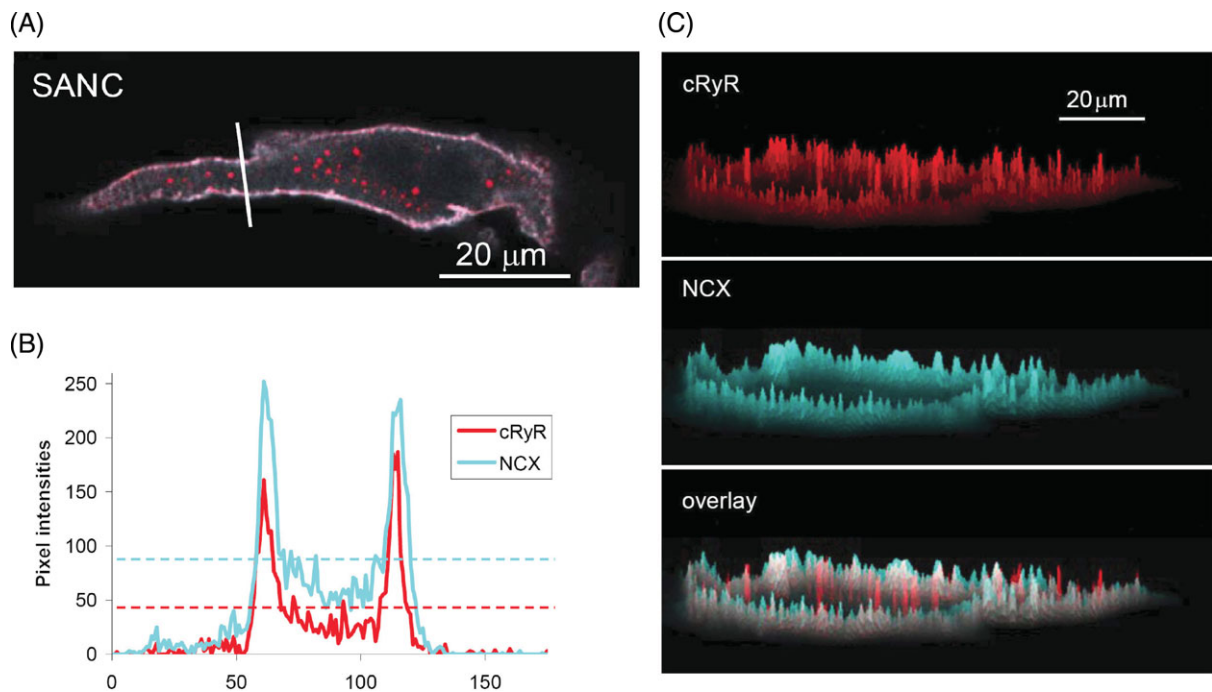 (A)
SANC
20 μm
(B)
Pixel intensities
250
200
150
100
50
0
0
50
100
150
cRyR
NCX
(C)
cRyR
20 μm
NCX
overlay